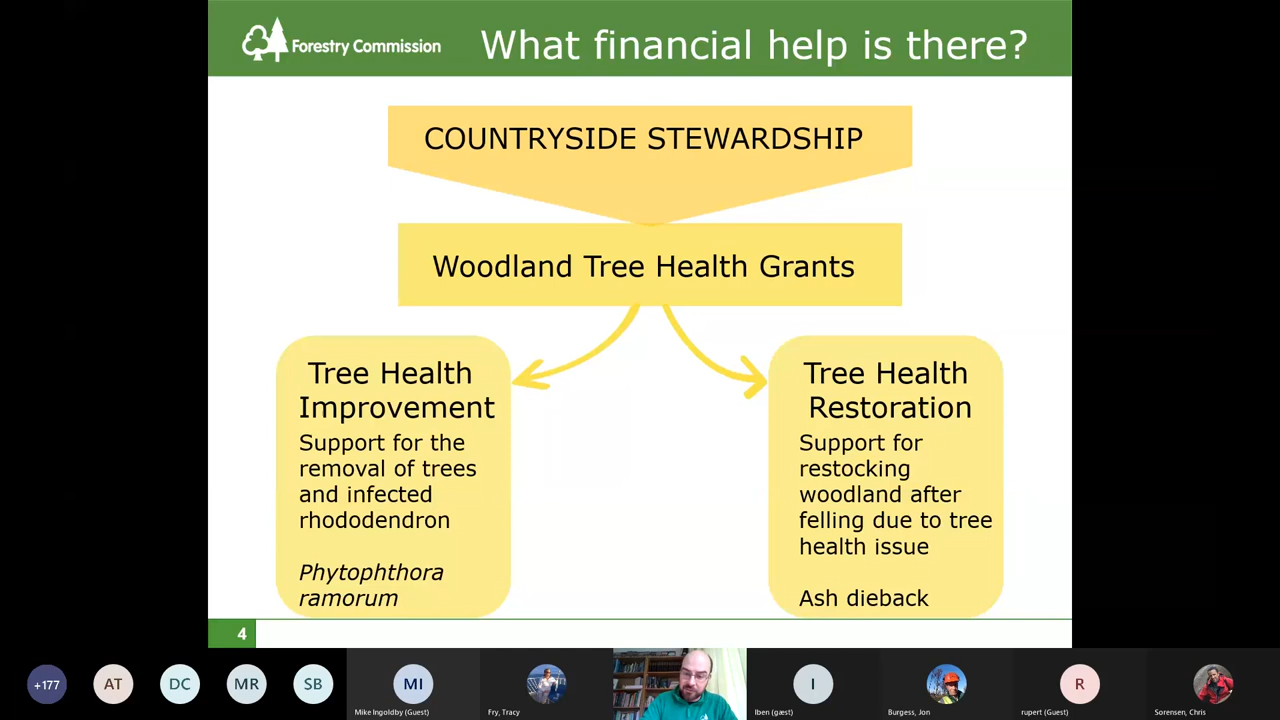 Forestry Commission
What financial help is there?
COUNTRYSIDE STEWARDSHIP
Woodland Tree Health Grants
Tree Health
Improvement
Support for the
removal of trees
and infected
rhododendron
Phytophthora
ramorum
Tree Health
Restoration
Support for
restocking
woodland after
felling due to tree
health issue
Ash dieback
4
+177
AT
DC
MR
SB
MI
Mike Ingoldby (Guest)
Fry, Tracy
I
Iben (gæst)
Burgess, Jon
R
rupert (Guest)
Sorensen, Chris